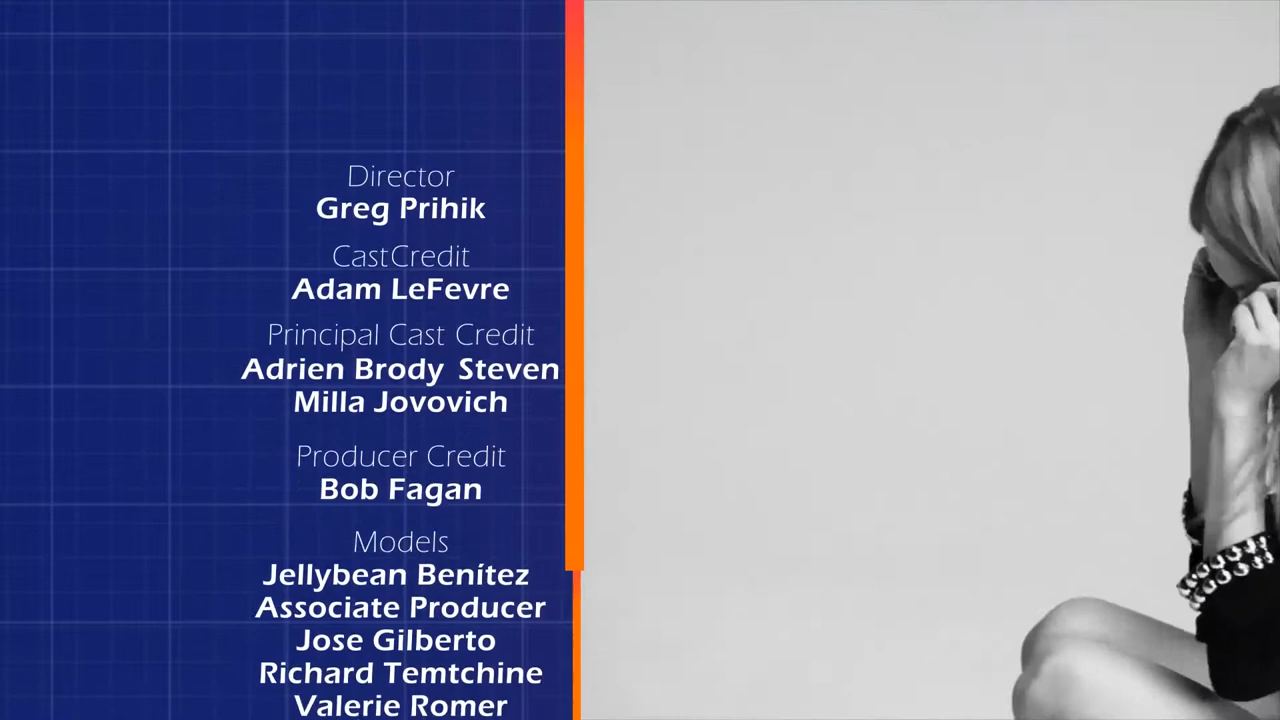 Director
Greg Prihik
CastCredit
Adam LeFevre
Principal Cast Credit
Adrien Brody Steven
Milla Jovovich
Producer Credit
Bob Fagan
Models
Jellybean Benítez
Associate Producer
Jose Gilberto
Richard Temtchine
Valerie Romer